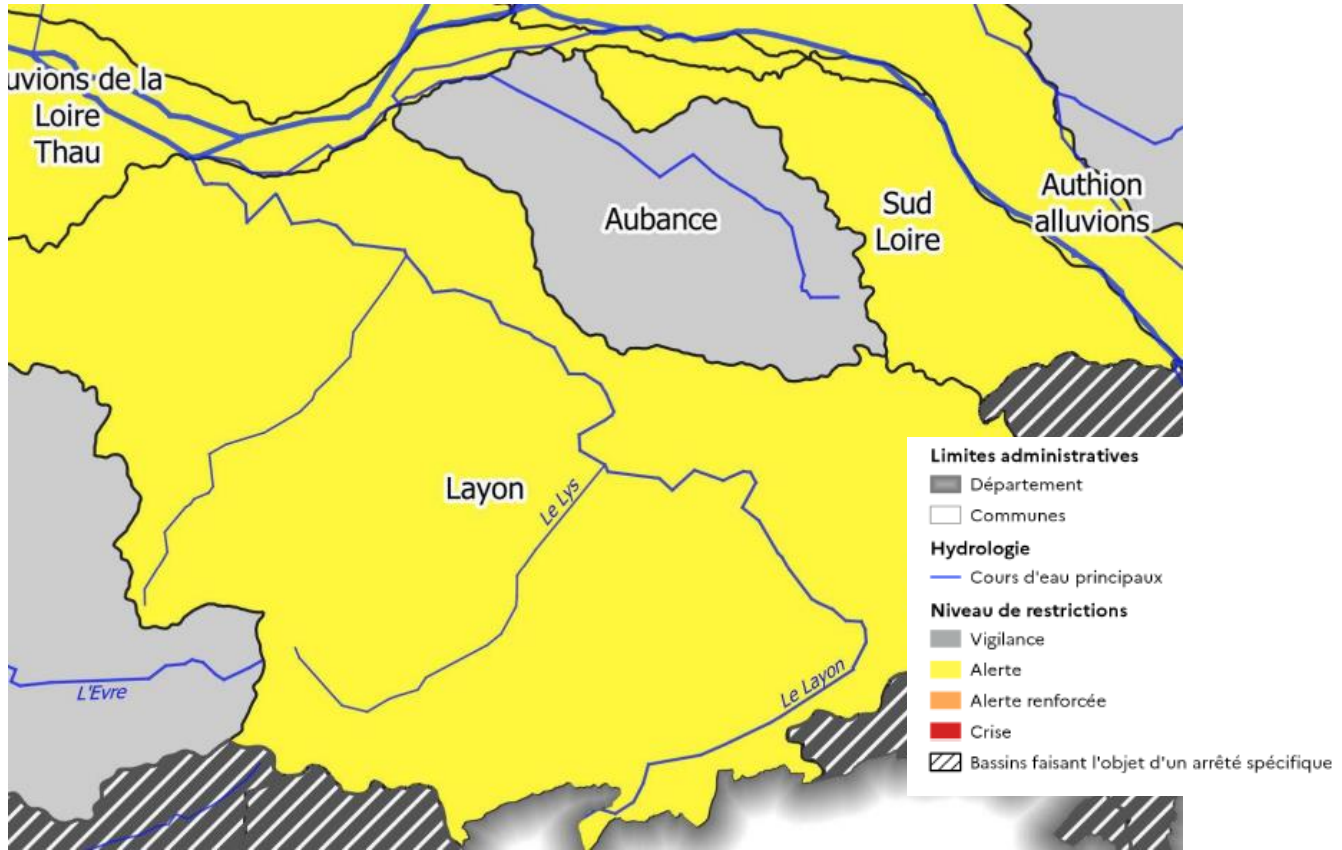 uvions de la
Loire
Thau
Aubance
Sud
Loire
Authion
alluvions
Layon
Le Lys
Le Layon
L'Evre
Limites administratives
Département
Communes
Hydrologie
Cours d'eau principaux
Niveau de restrictions
Vigilance
Alerte
Alerte renforcée
Crise
Bassins faisant l'objet d'un arrêté spécifique